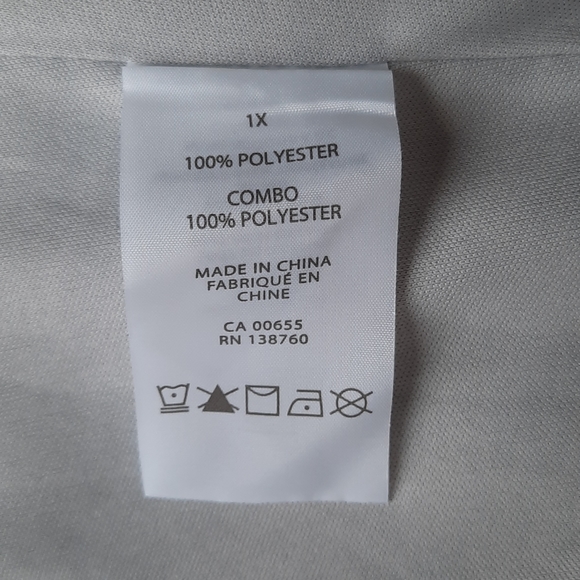 1X
100% POLYESTER
COMBO
100% POLYESTER
MADE IN CHINA
FABRIQUÉ EN
CHINE
CA 00655
RN 138760